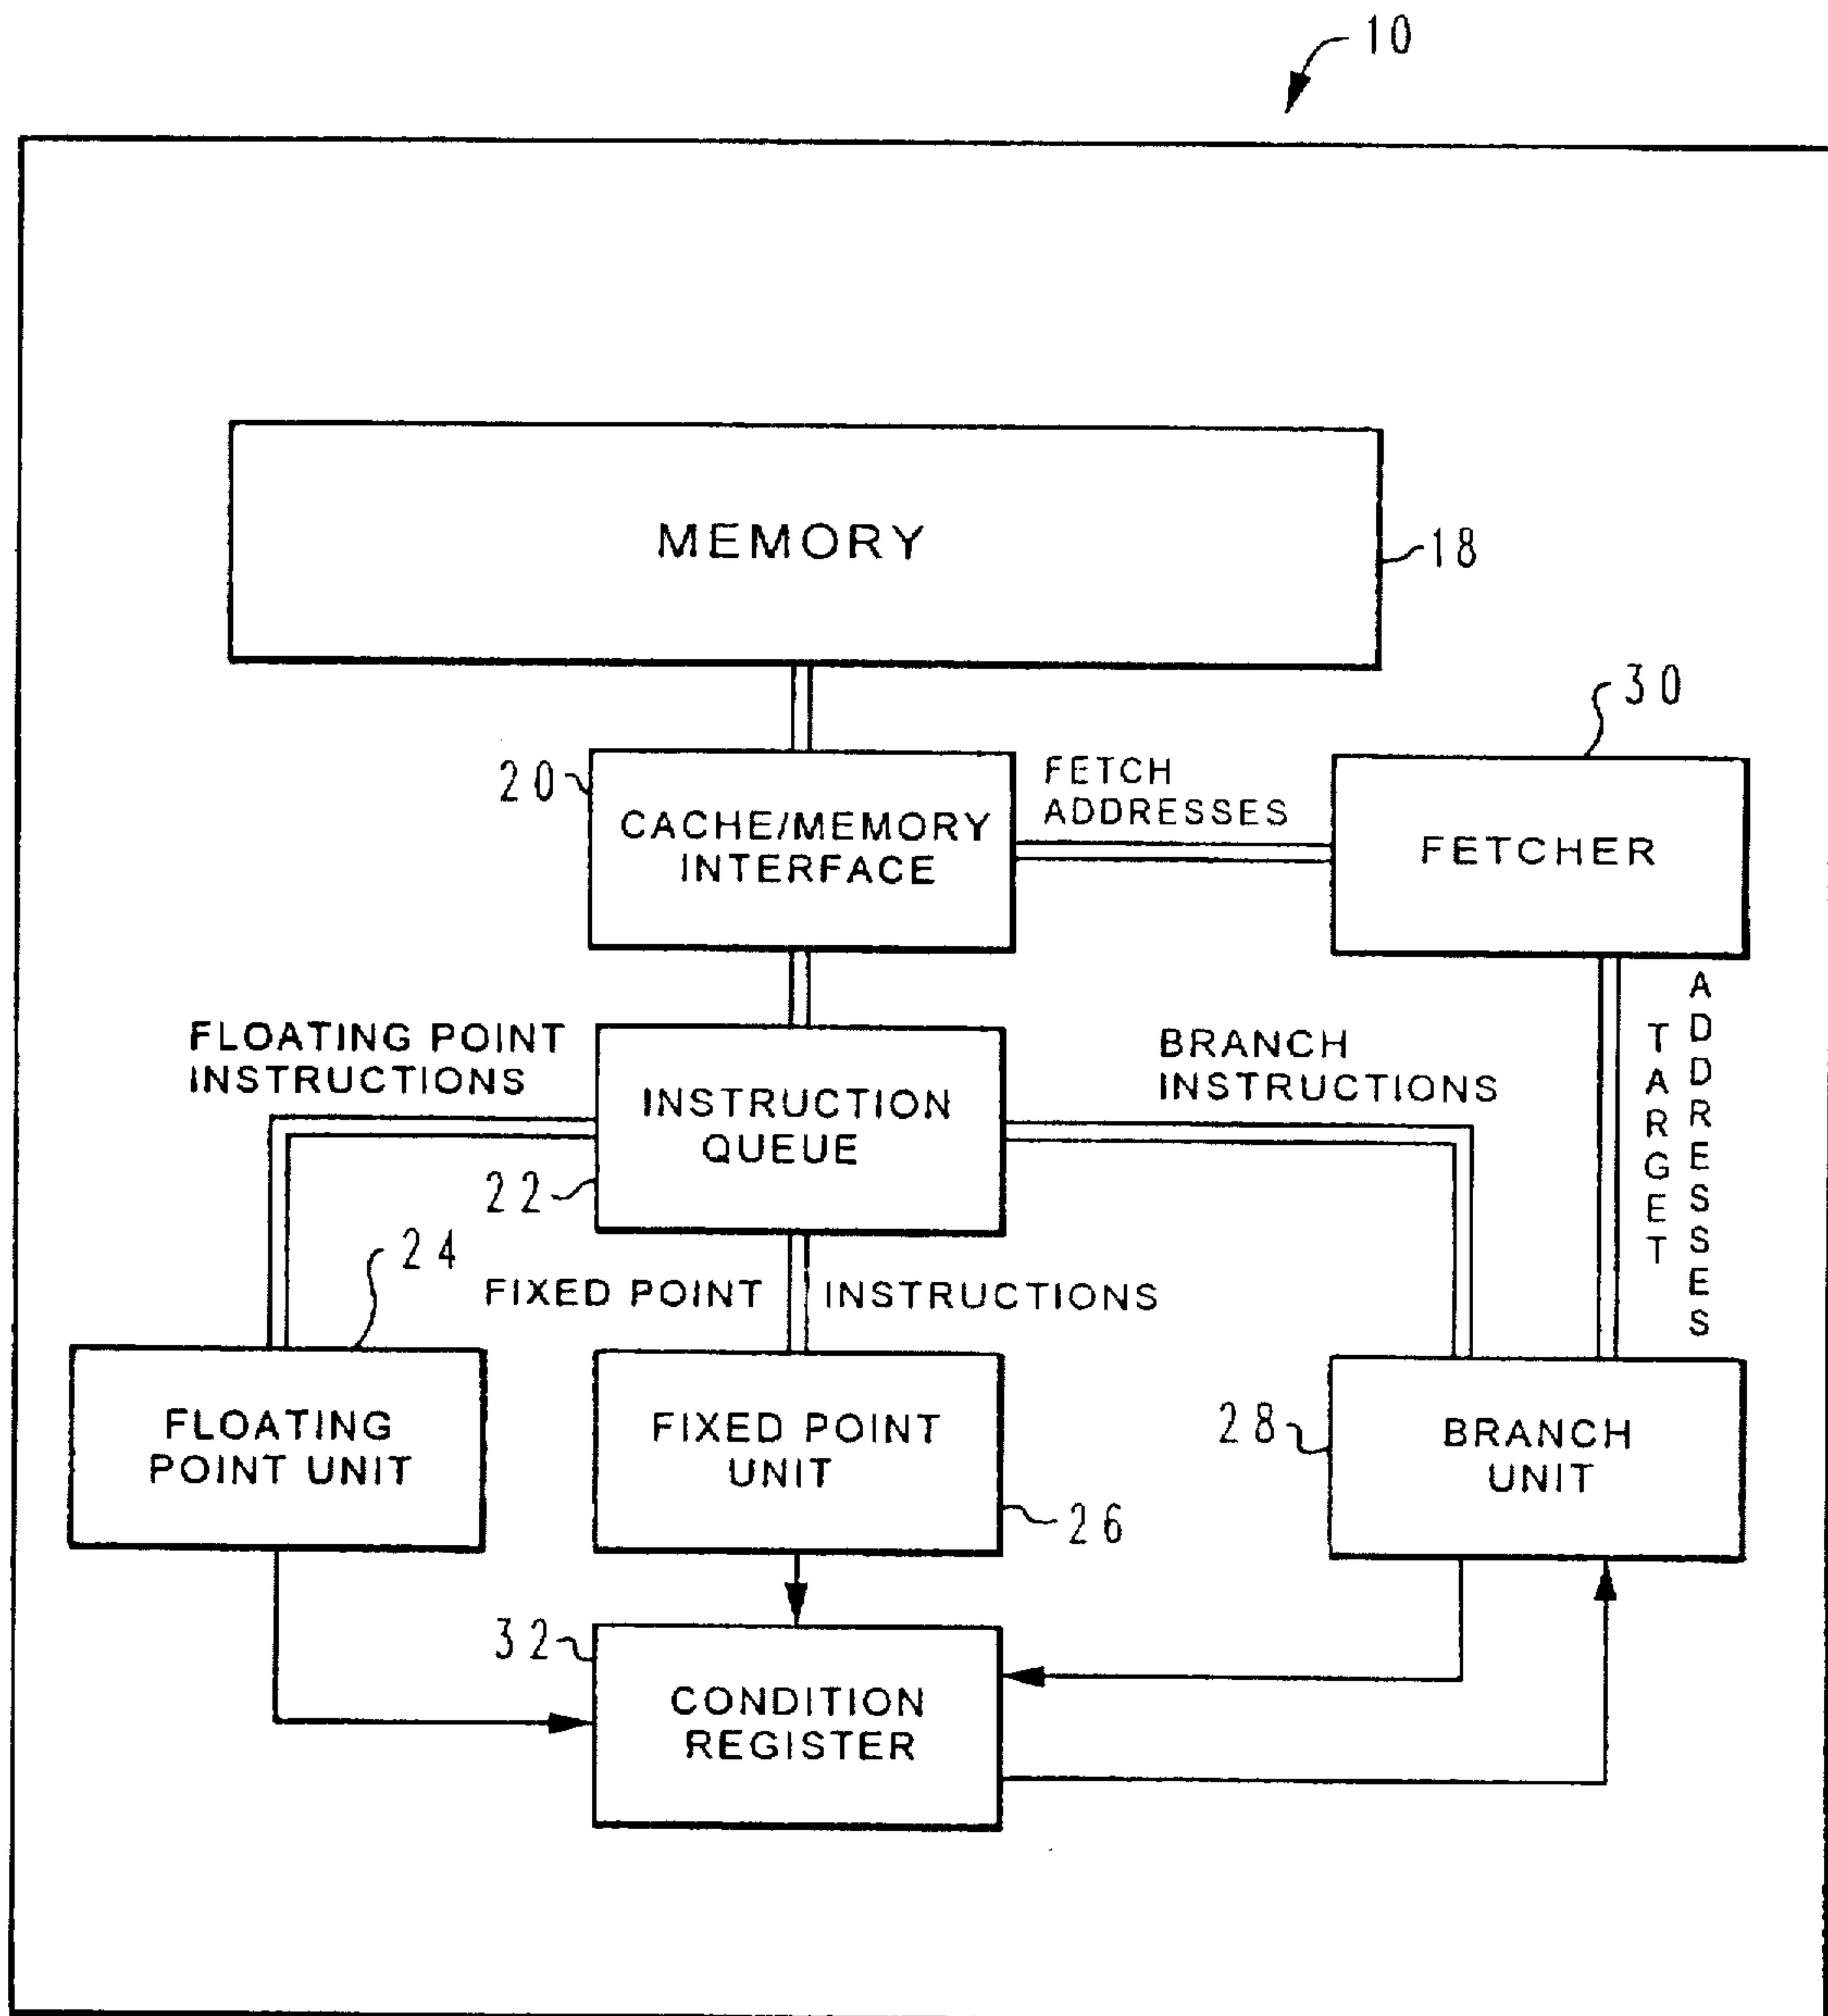 10
MEMORY
18
30
20
CACHE/MEMORY
INTERFACE
FETCH
ADDRESSES
FETCHER
FLOATING POINT
INSTRUCTIONS
INSTRUCTION
QUEUE
22
BRANCH
INSTRUCTIONS
TARGET
ADDRESSES
24
FIXED POINT INSTRUCTIONS
FLOATING
POINT UNIT
FIXED POINT
UNIT
26
28
BRANCH
UNIT
32
CONDITION
REGISTER